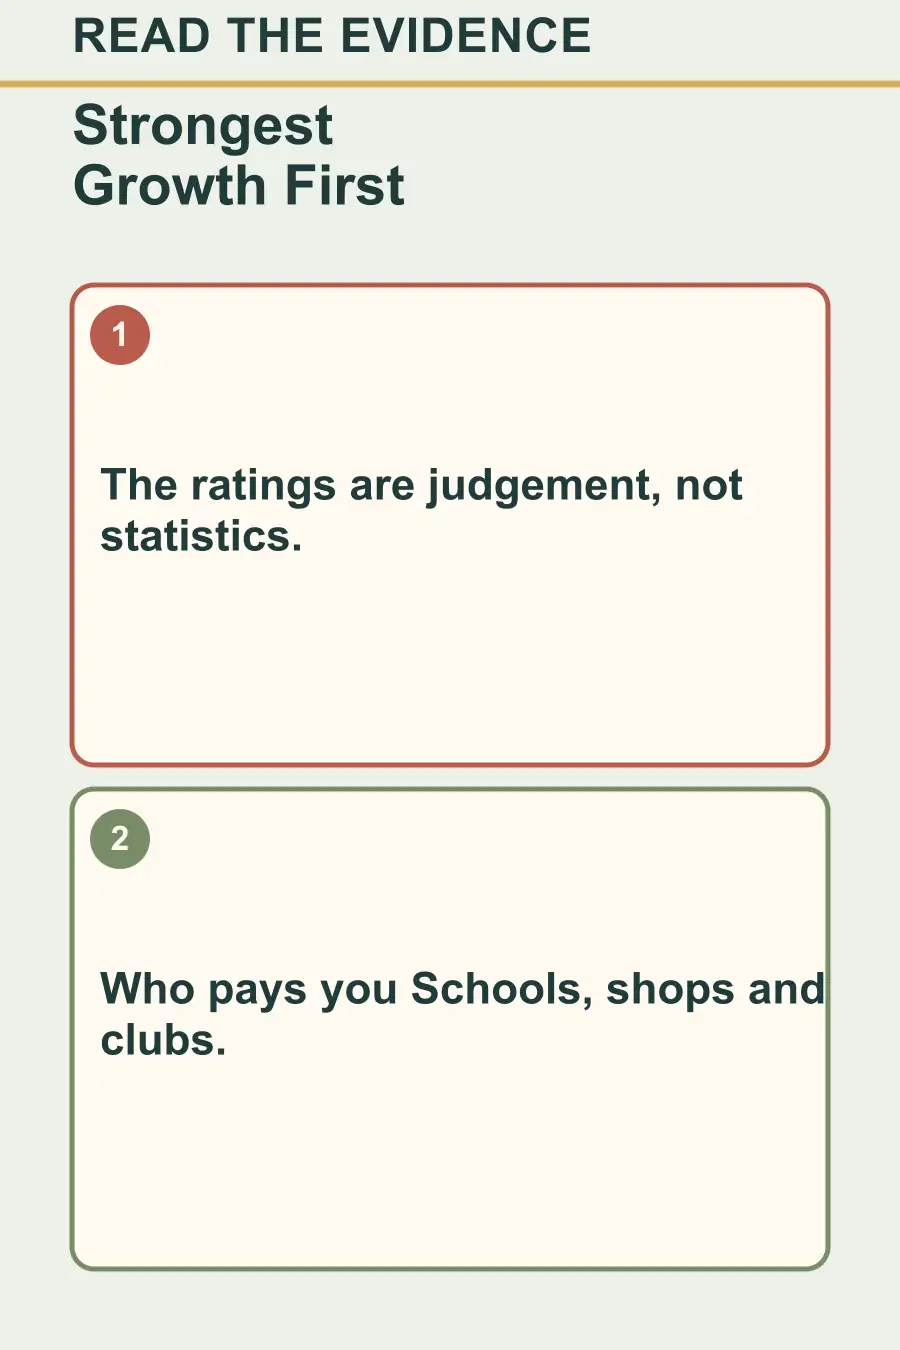 READ THE EVIDENCE
Strongest
Growth First
1
The ratings are judgement, not
statistics.
2
Who pays you Schools, shops and
clubs.